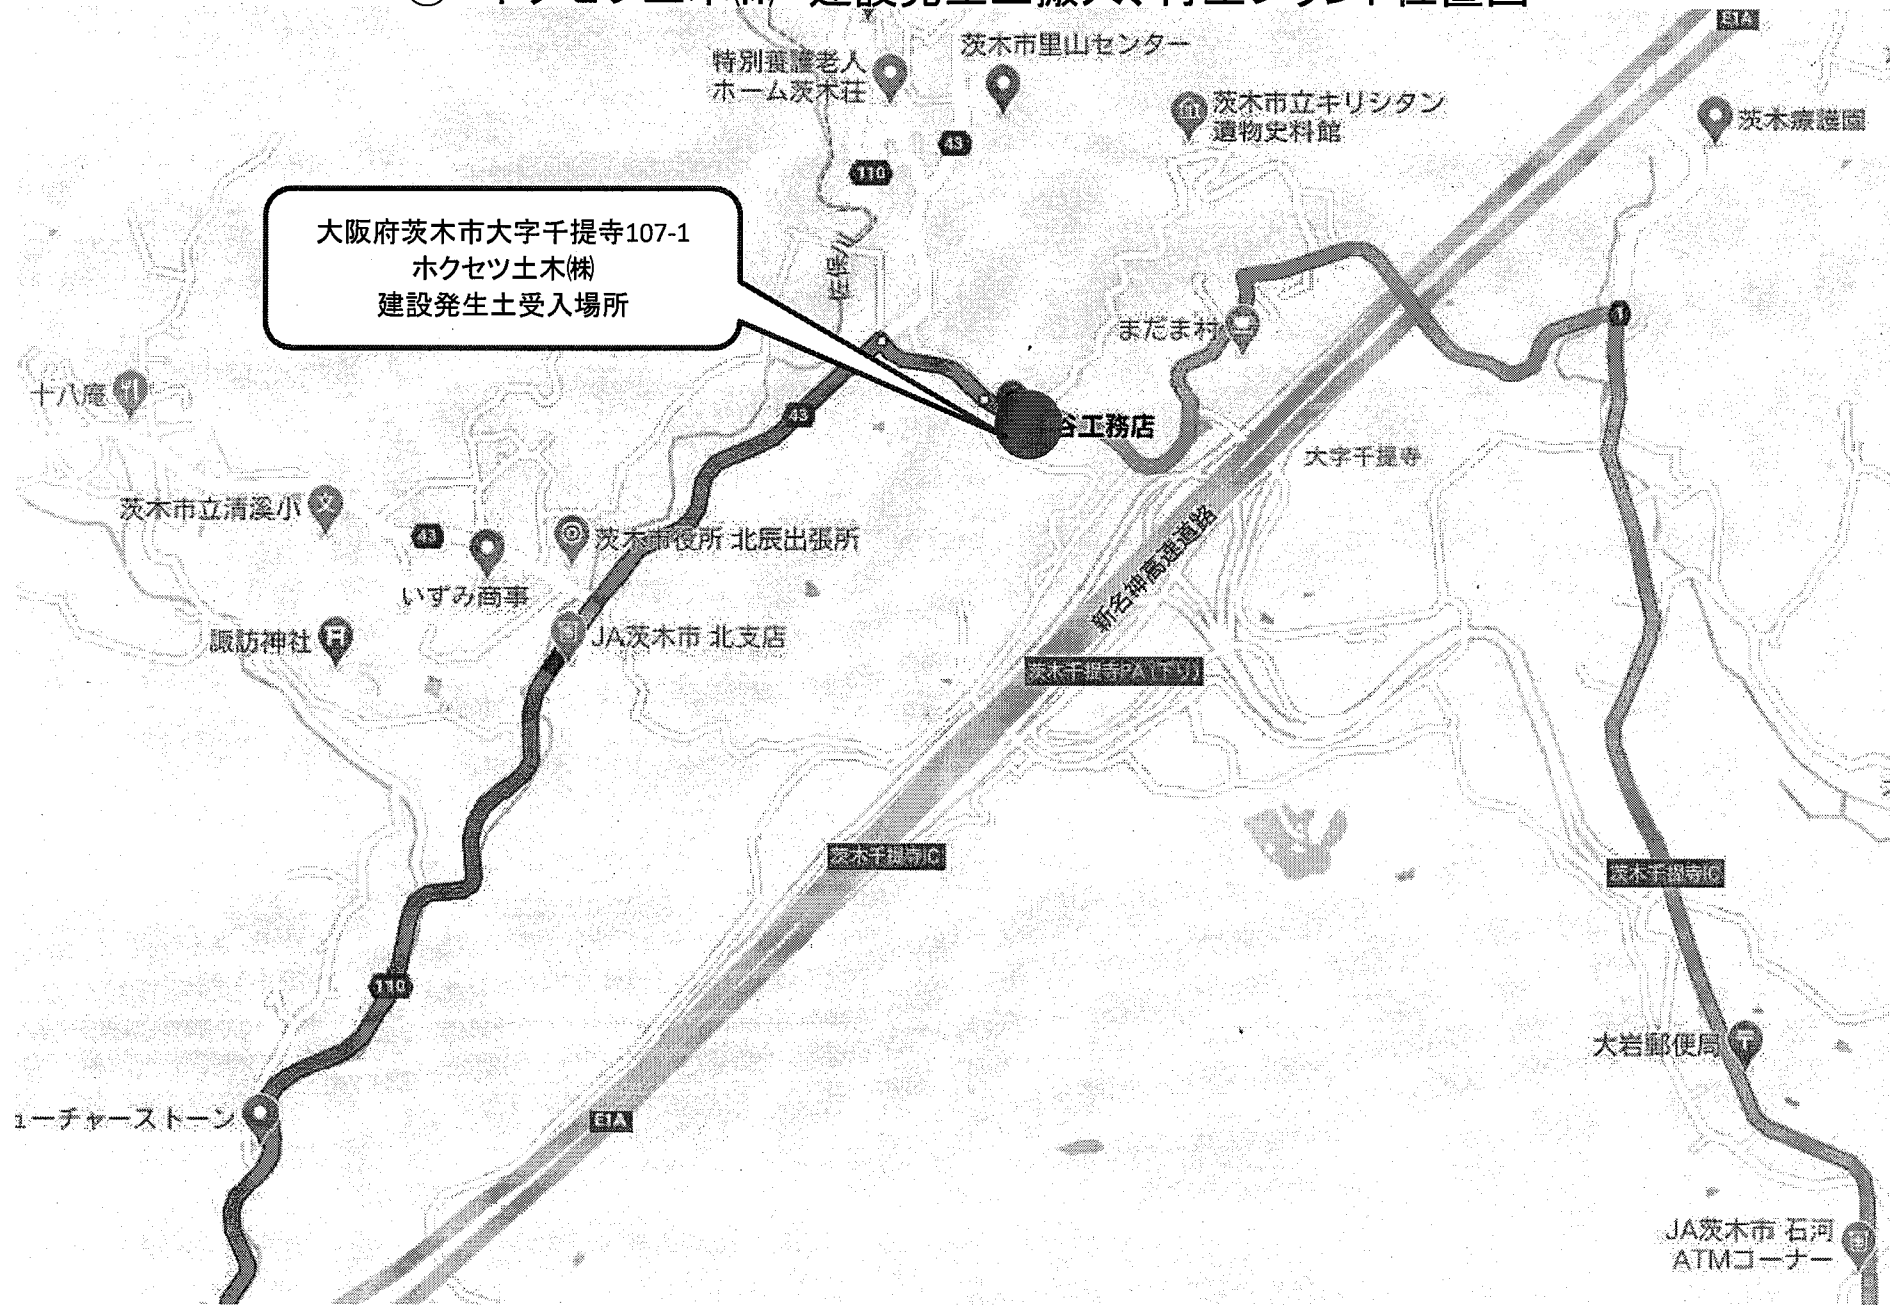 E1A
茨木市里山センター
特別養護老人
ホーム茨木荘
茨木市立キリシタン
遺物史料館
茨木療護園
43
110
大阪府茨木市大字千提寺107-1
ホクセツ土木㈱
建設発生土受入場所
佐保川
まだま村
1
十八庵
43
谷工務店
大字千提寺
茨木市立清溪小
43
茨木市役所 北辰出張所
新名神高速道路
いずみ商事
諏訪神社
JA茨木市 北支店
茨木千提寺PA(下り)
茨木千提寺IC
茨木千提寺IC
110
大岩郵便局
ューチャーストーン
E1A
JA茨木市 石河
ATMコーナー